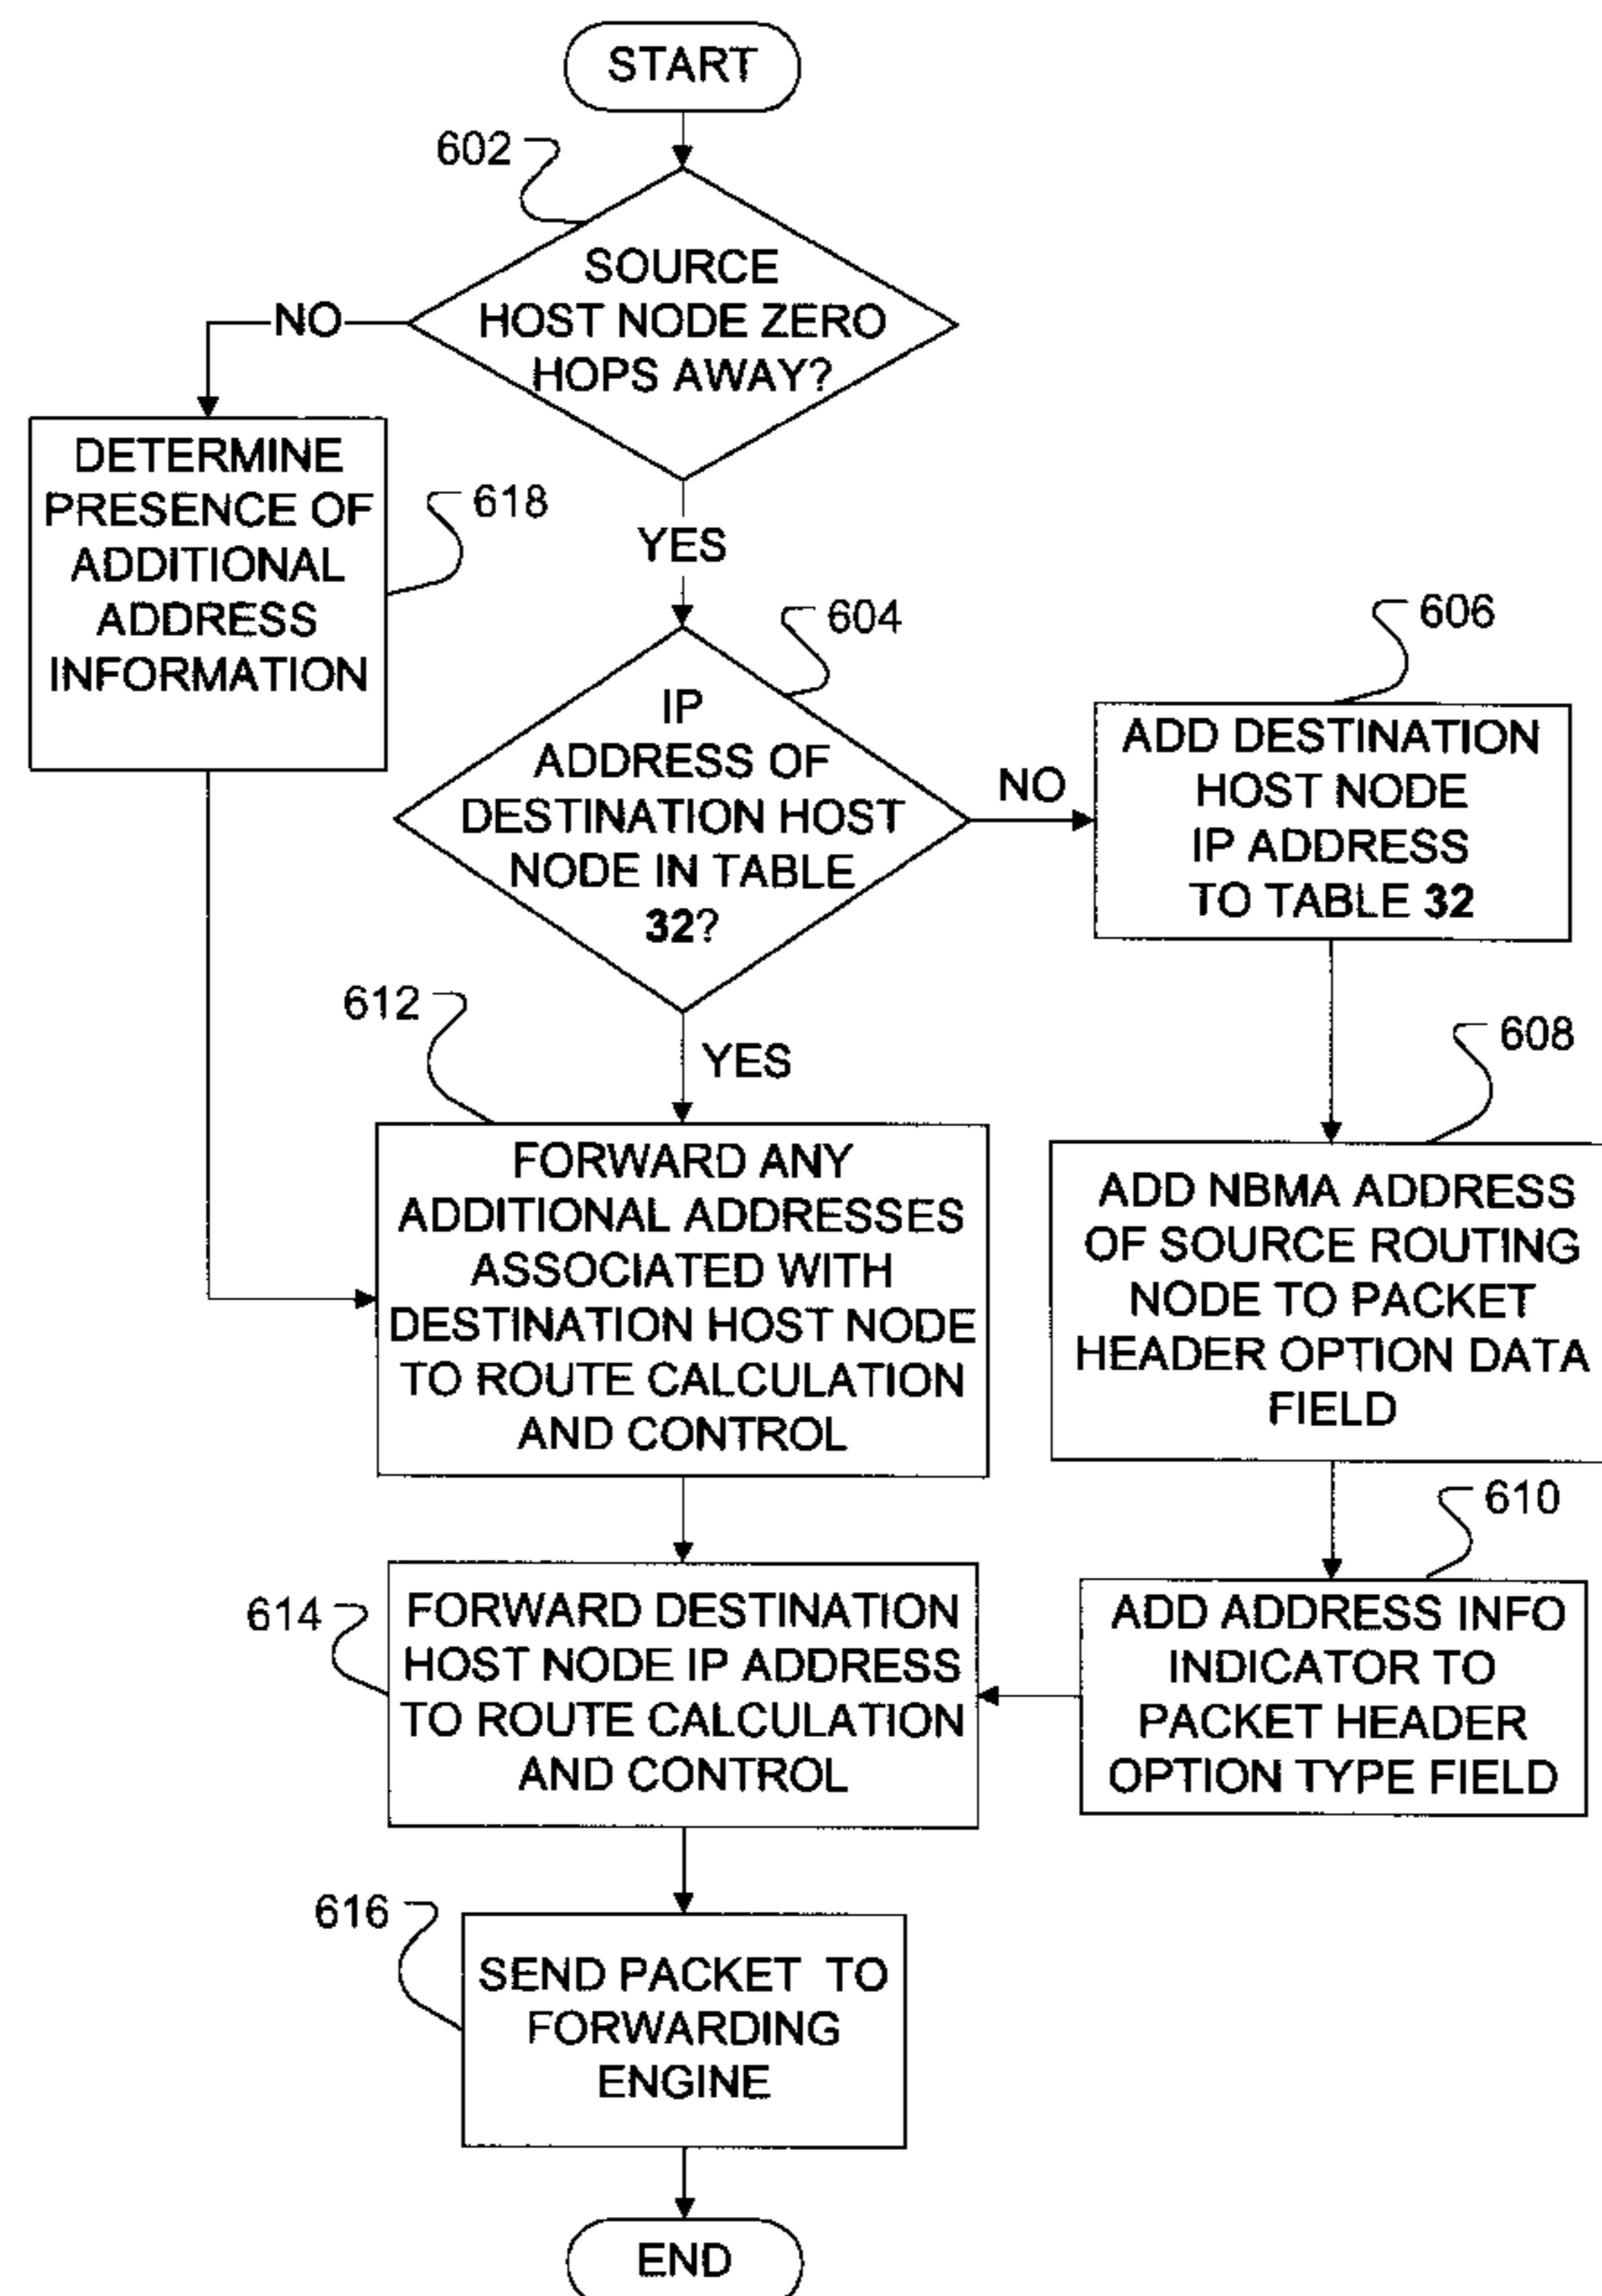 START
602
SOURCE
HOST NODE ZERO
HOPS AWAY?
NO
DETERMINE
PRESENCE OF
ADDITIONAL
ADDRESS
INFORMATION
618
YES
604
IP
ADDRESS OF
DESTINATION HOST
NODE IN TABLE
32?
NO
606
ADD DESTINATION
HOST NODE
IP ADDRESS
TO TABLE 32
612
YES
608
ADD NBMA ADDRESS
OF SOURCE ROUTING
NODE TO PACKET
HEADER OPTION DATA
FIELD
FORWARD ANY
ADDITIONAL ADDRESSES
ASSOCIATED WITH
DESTINATION HOST NODE
TO ROUTE CALCULATION
AND CONTROL
610
ADD ADDRESS INFO
INDICATOR TO
PACKET HEADER
OPTION TYPE FIELD
614
FORWARD DESTINATION
HOST NODE IP ADDRESS
TO ROUTE CALCULATION
AND CONTROL
616
SEND PACKET TO
FORWARDING
ENGINE
END